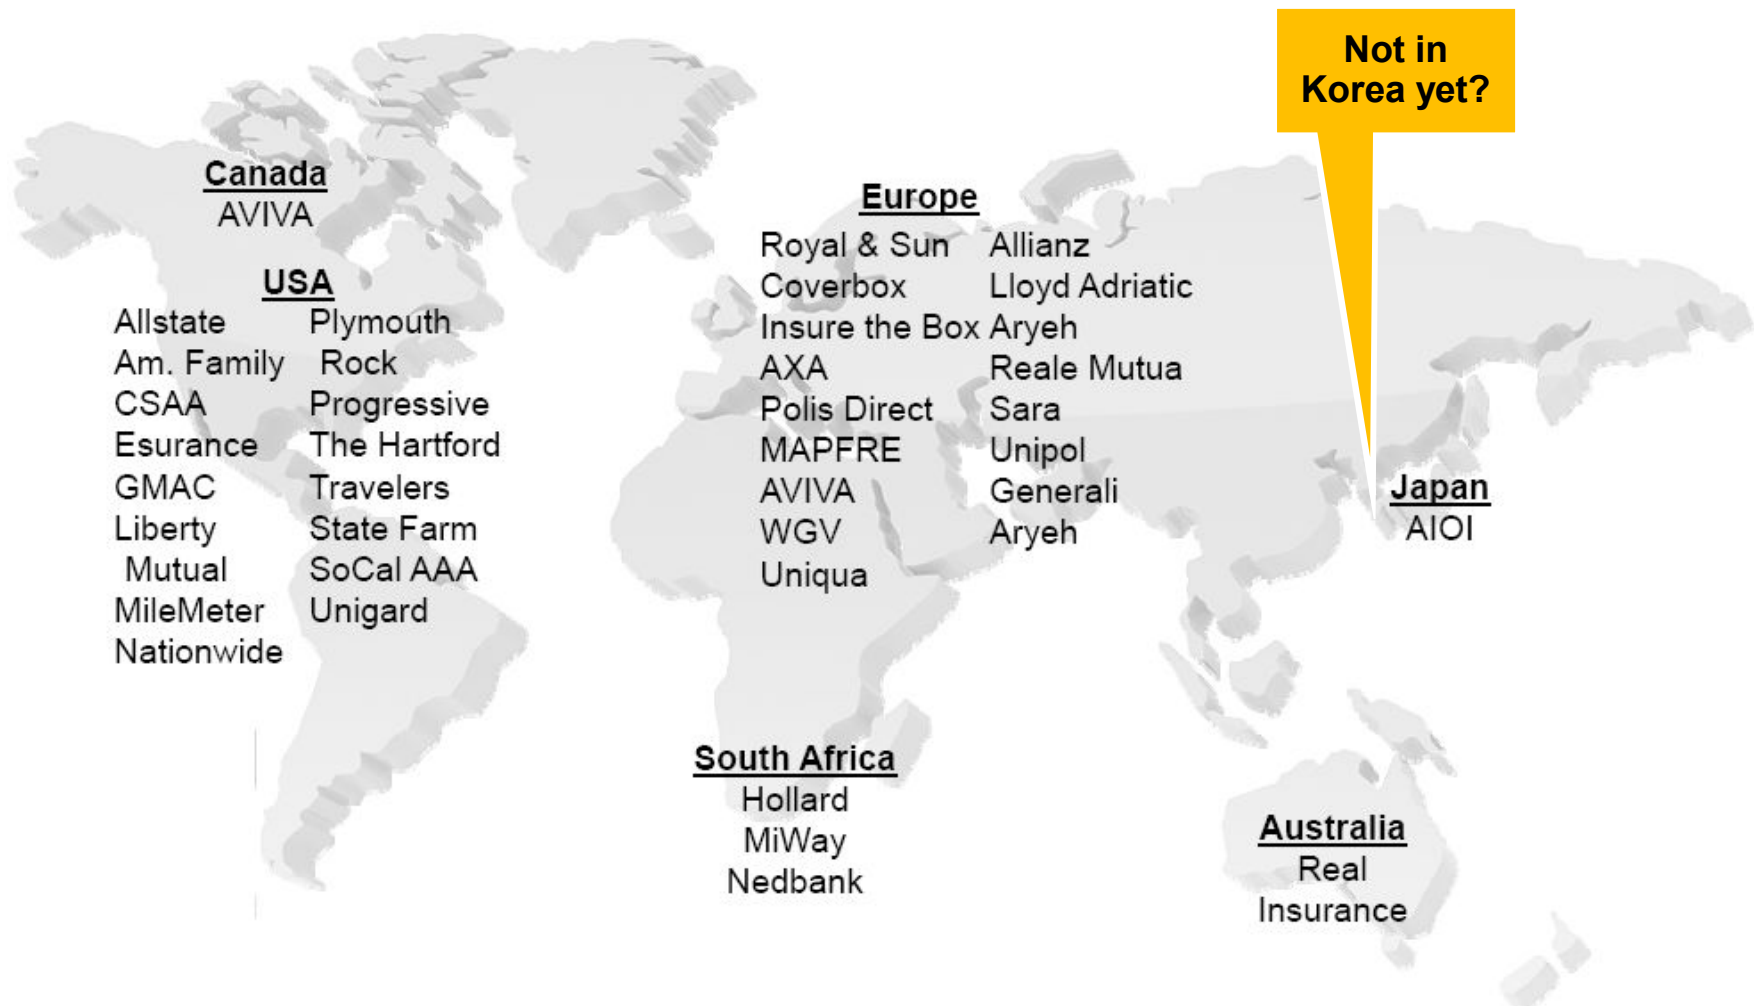 Not in
Korea yet?
Canada
AVIVA
USA
Allstate
Am. Family
CSAA
Esurance
GMAC
Liberty
Mutual
MileMeter
Nationwide
Plymouth
Rock
Progressive
The Hartford
Travelers
State Farm
SoCal AAA
Unigard
Europe
Royal & Sun
Coverbox
Insure the Box
AXA
Polis Direct
MAPFRE
AVIVA
WGV
Uniqua
Allianz
Lloyd Adriatic
Aryeh
Reale Mutua
Sara
Unipol
Generali
Aryeh
Japan
AIOI
South Africa
Hollard
MiWay
Nedbank
Australia
Real
Insurance